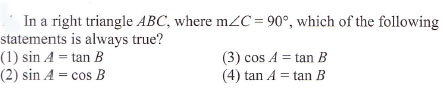 In a right triangle ABC, where m∠C = 90°, which of the following
statements is always true?
(1) sin A = tan B (3) cos A = tan B
(2) sin A = cos B (4) tan A = tan B